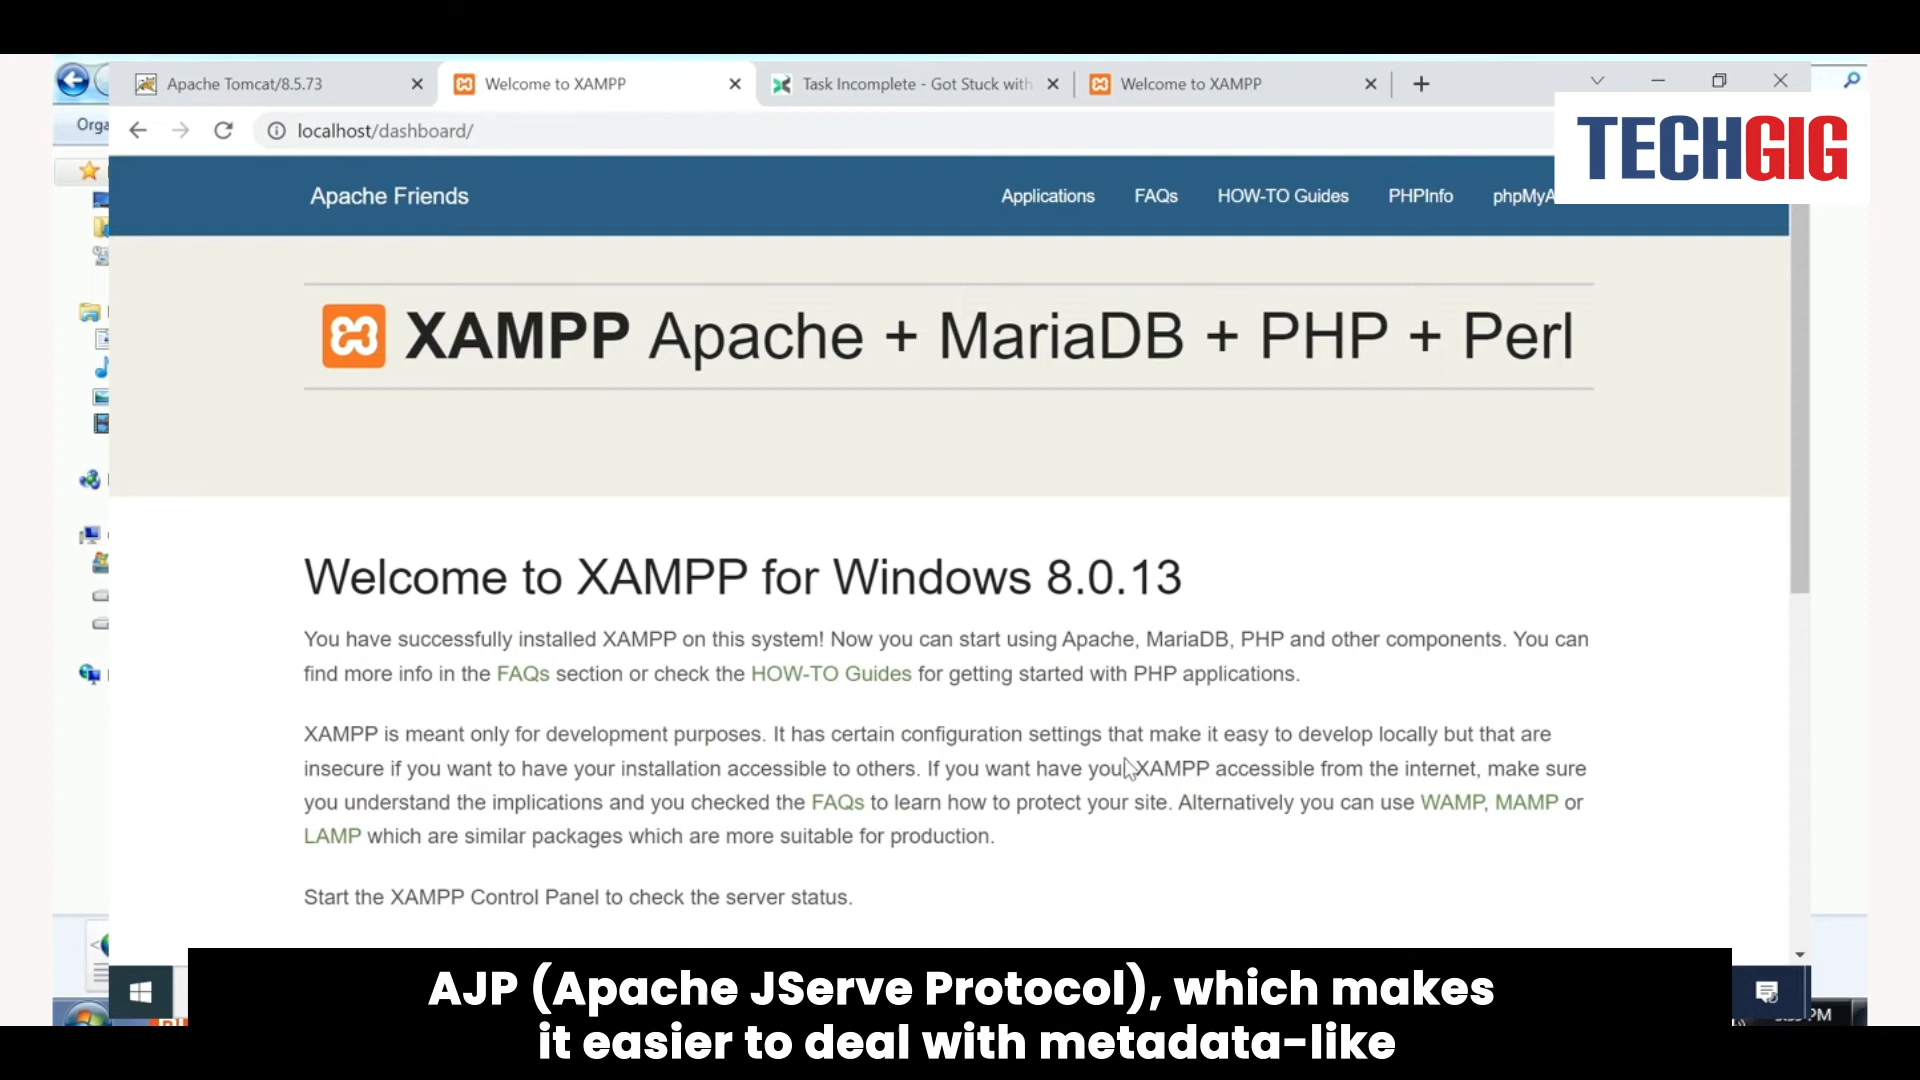 Apache Tomcat/8.5.73
Welcome to XAMPP
Task Incomplete - Got Stuck with
Welcome to XAMPP
Orga
localhost/dashboard/
TECHGIG
Apache Friends
Applications
FAQs
HOW-TO Guides
PHPInfo
phpMyA
XAMPP Apache + MariaDB + PHP + Perl
Welcome to XAMPP for Windows 8.0.13
You have successfully installed XAMPP on this system! Now you can start using Apache, MariaDB, PHP and other components. You can
find more info in the FAQs section or check the HOW-TO Guides for getting started with PHP applications.
XAMPP is meant only for development purposes. It has certain configuration settings that make it easy to develop locally but that are
insecure if you want to have your installation accessible to others. If you want have your XAMPP accessible from the internet, make sure
you understand the implications and you checked the FAQs to learn how to protect your site. Alternatively you can use WAMP, MAMP or
LAMP which are similar packages which are more suitable for production.
Start the XAMPP Control Panel to check the server status.
AJP (Apache JServe Protocol), which makes
it easier to deal with metadata-like
PM